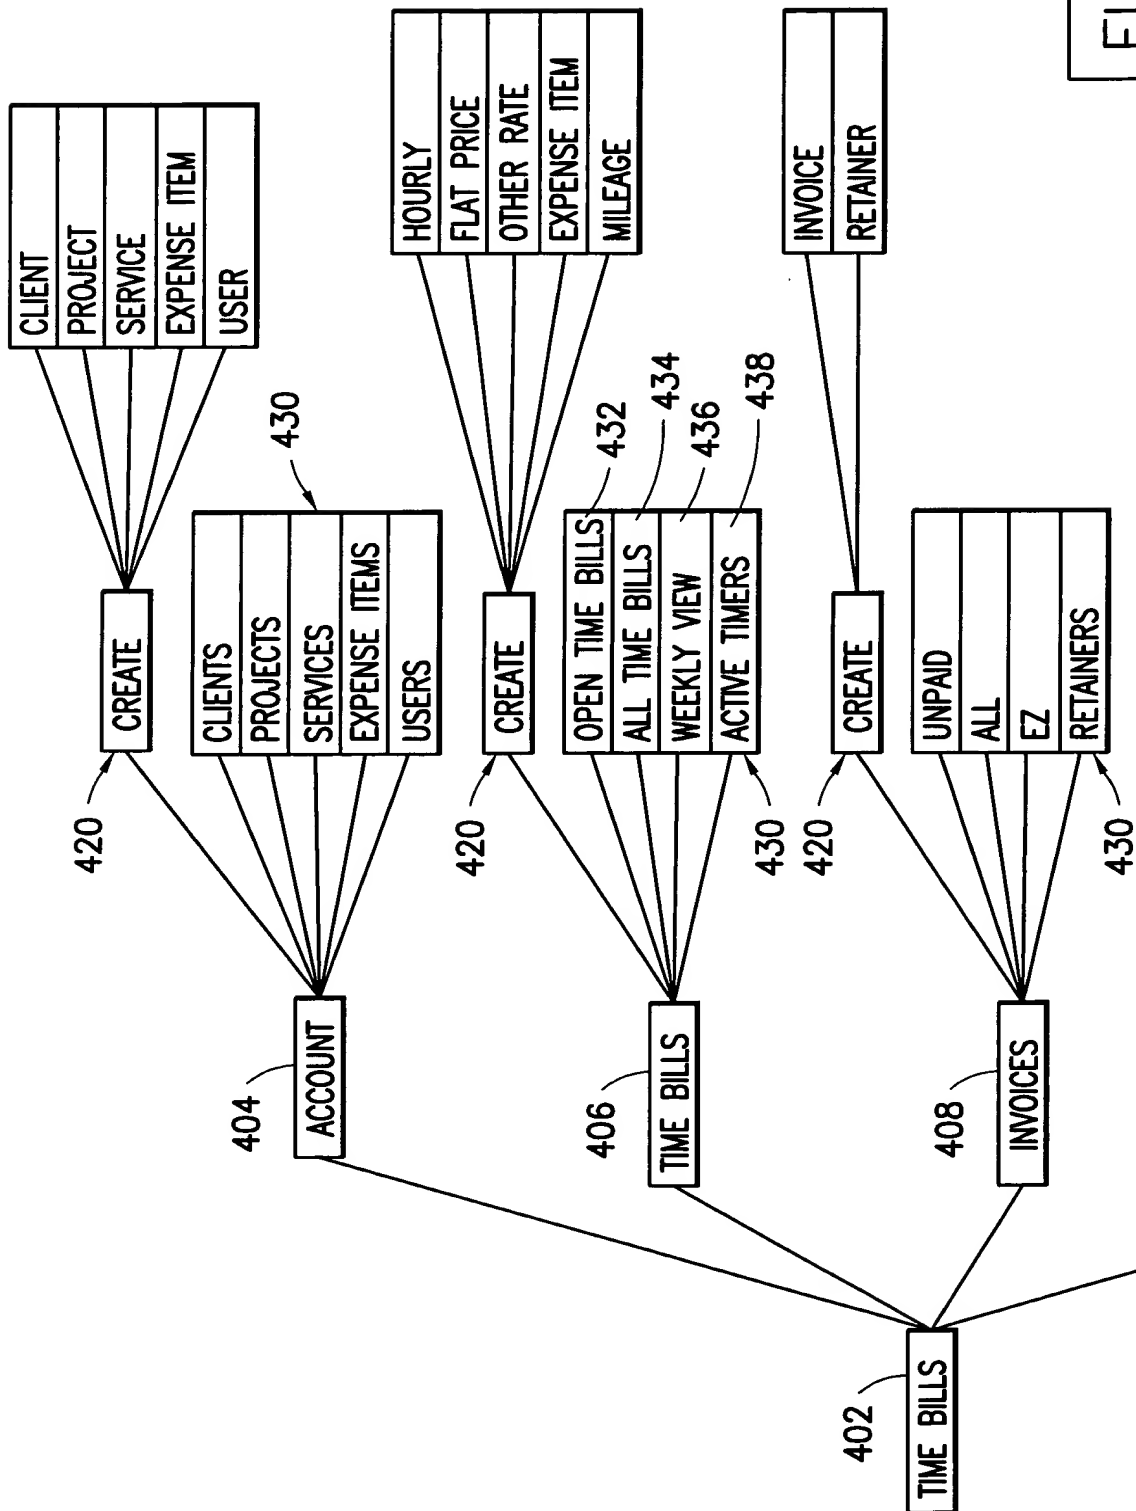 CLIENT
PROJECT
SERVICE
EXPENSE ITEM
USER
420
CREATE
430
CLIENTS
PROJECTS
SERVICES
EXPENSE ITEMS
USERS
404
ACCOUNT
HOURLY
FLAT PRICE
OTHER RATE
EXPENSE ITEM
MILEAGE
420
CREATE
OPEN TIME BILLS
432
ALL TIME BILLS
434
WEEKLY VIEW
436
ACTIVE TIMERS
438
430
406
TIME BILLS
INVOICE
RETAINER
420
CREATE
UNPAID
ALL
EZ
RETAINERS
430
408
INVOICES
402
TIME BILLS